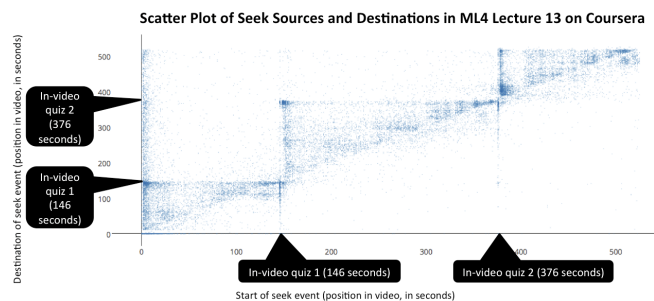 Scatter Plot of Seek Sources and Destinations in ML4 Lecture 13 on Coursera
Destination of seek event (position in video, in seconds)
500
400
300
200
100
0
In-video
quiz 2
(376
seconds)
In-video
quiz 1
(146
seconds)
0
100
200
300
400
500
In-video quiz 1 (146 seconds)
In-video quiz 2 (376 seconds)
Start of seek event (position in video, in seconds)